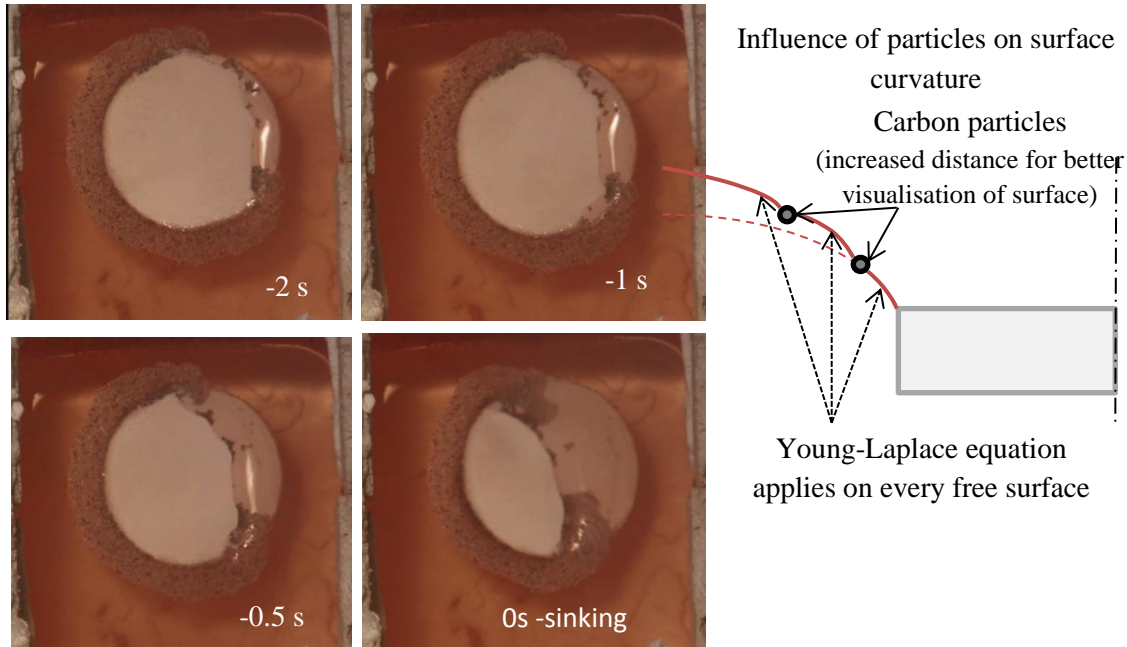 -2 s
-1 s
-0.5 s
0s -sinking
Influence of particles on surface
curvature
Carbon particles
(increased distance for better
visualisation of surface)
Young-Laplace equation
applies on every free surface